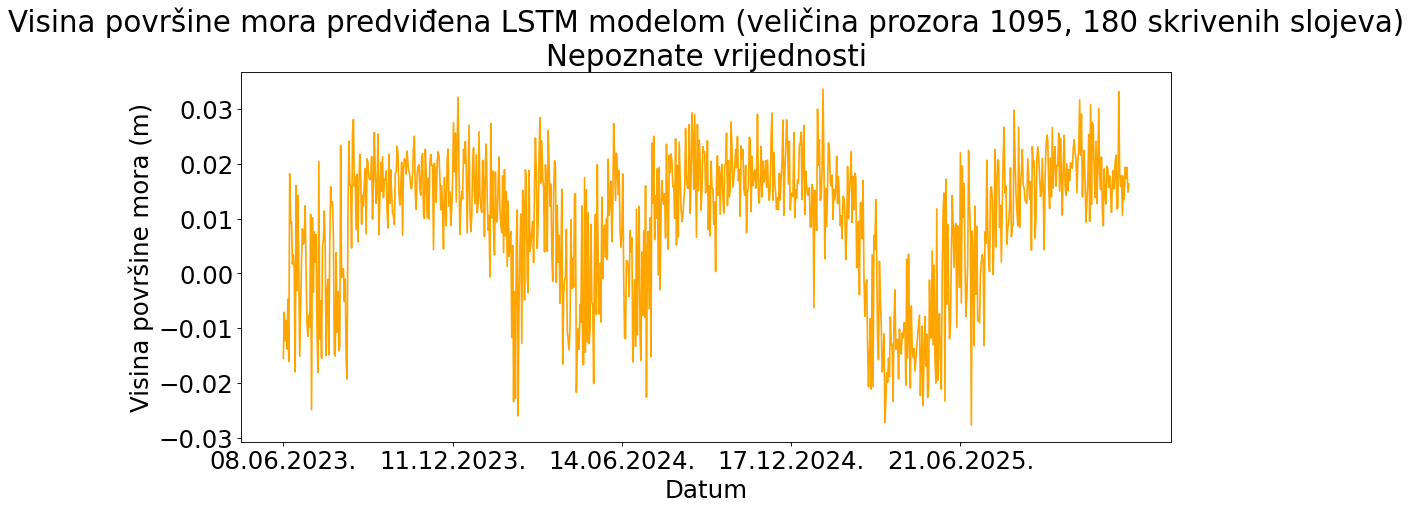 Visina površine mora predviđena LSTM modelom (veličina prozora 1095, 180 skrivenih slojeva)
Nepoznate vrijednosti
Visina površine mora (m)
0.03
0.02
0.01
0.00
−0.01
−0.02
−0.03
08.06.2023. 11.12.2023. 14.06.2024. 17.12.2024. 21.06.2025.
Datum